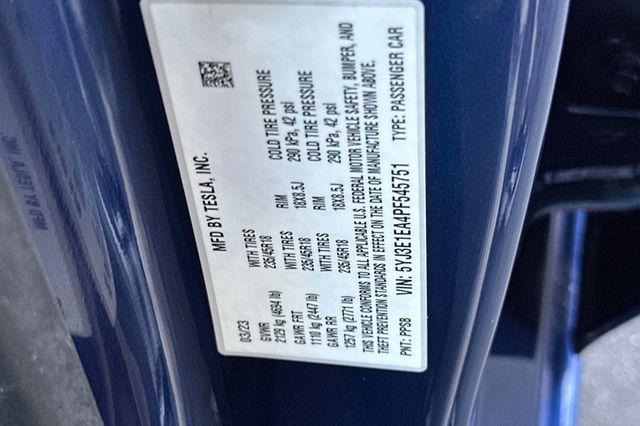 MFD BY TESLA, INC.
03/23
GVWR WITH TIRES RIM COLD TIRE PRESSURE
2129 kg (4694 lb) 235/45R18 18X8.5J 290 kPa, 42 psi
GAWR FRT WITH TIRES RIM COLD TIRE PRESSURE
1110 kg (2447 lb) 235/45R18 18X8.5J 290 kPa, 42 psi
GAWR RR WITH TIRES
1257 kg (2771 lb) 235/45R18
THIS VEHICLE CONFORMS TO ALL APPLICABLE U.S. FEDERAL MOTOR VEHICLE SAFETY, BUMPER, AND
THEFT PREVENTION STANDARDS IN EFFECT ON THE DATE OF MANUFACTURE SHOWN ABOVE.
VIN: 5YJ3E1EA4PF545751 TYPE: PASSENGER CAR
PNT: PPSB